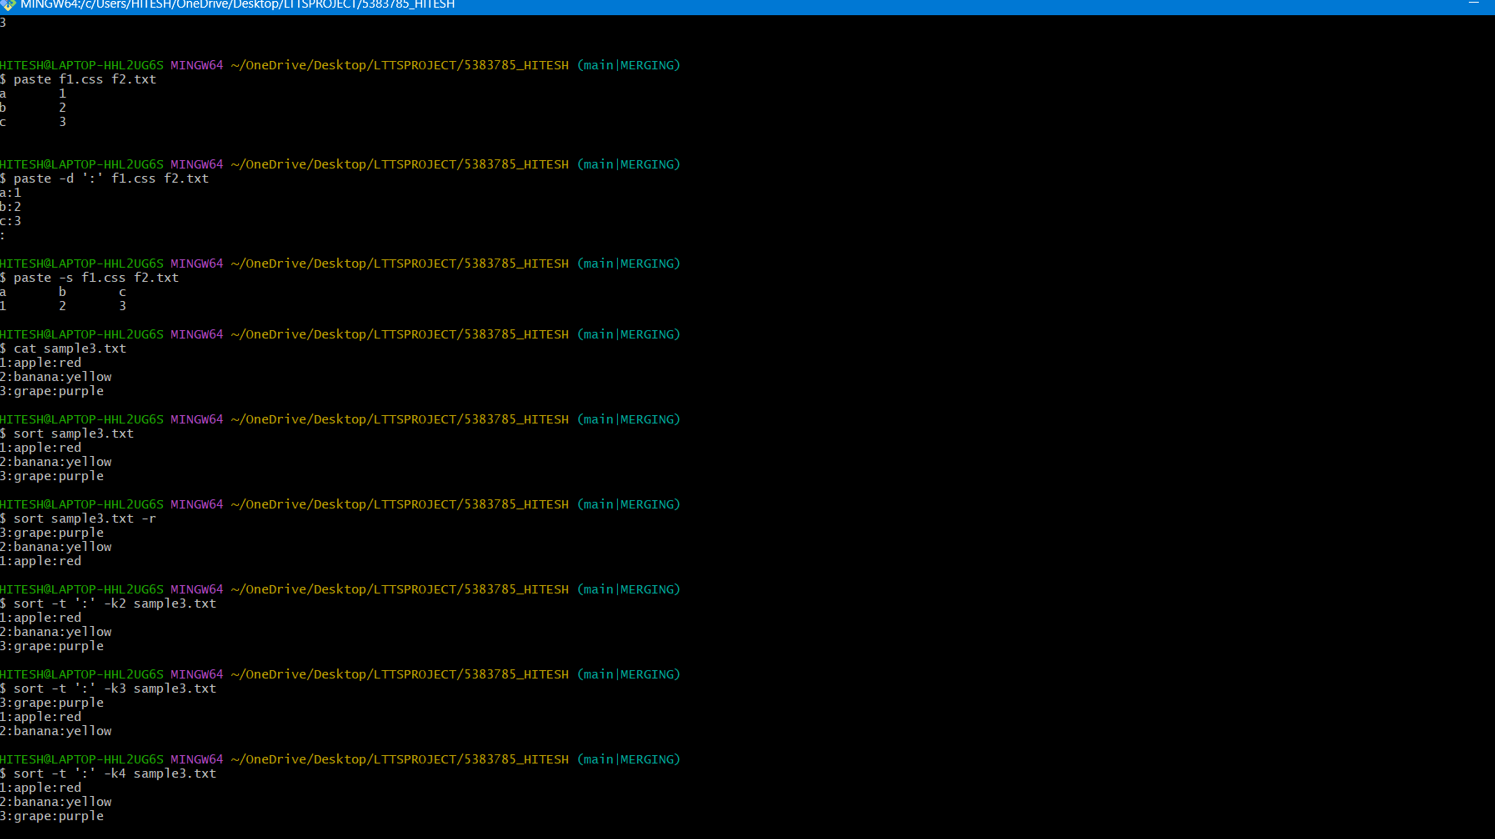 MINGW64:/c/Users/HITESH/OneDrive/Desktop/LTTSPROJECT/5383785_HITESH
3
HITESH@LAPTOP-HHL2UG6S MINGW64 ~/OneDrive/Desktop/LTTSPROJECT/5383785_HITESH (main|MERGING)
$ paste f1.css f2.txt
a 1
b 2
c 3
HITESH@LAPTOP-HHL2UG6S MINGW64 ~/OneDrive/Desktop/LTTSPROJECT/5383785_HITESH (main|MERGING)
$ paste -d ':' f1.css f2.txt
a:1
b:2
c:3
:
HITESH@LAPTOP-HHL2UG6S MINGW64 ~/OneDrive/Desktop/LTTSPROJECT/5383785_HITESH (main|MERGING)
$ paste -s f1.css f2.txt
a b c
1 2 3
HITESH@LAPTOP-HHL2UG6S MINGW64 ~/OneDrive/Desktop/LTTSPROJECT/5383785_HITESH (main|MERGING)
$ cat sample3.txt
1:apple:red
2:banana:yellow
3:grape:purple
HITESH@LAPTOP-HHL2UG6S MINGW64 ~/OneDrive/Desktop/LTTSPROJECT/5383785_HITESH (main|MERGING)
$ sort sample3.txt
1:apple:red
2:banana:yellow
3:grape:purple
HITESH@LAPTOP-HHL2UG6S MINGW64 ~/OneDrive/Desktop/LTTSPROJECT/5383785_HITESH (main|MERGING)
$ sort sample3.txt -r
3:grape:purple
2:banana:yellow
1:apple:red
HITESH@LAPTOP-HHL2UG6S MINGW64 ~/OneDrive/Desktop/LTTSPROJECT/5383785_HITESH (main|MERGING)
$ sort -t ':' -k2 sample3.txt
1:apple:red
2:banana:yellow
3:grape:purple
HITESH@LAPTOP-HHL2UG6S MINGW64 ~/OneDrive/Desktop/LTTSPROJECT/5383785_HITESH (main|MERGING)
$ sort -t ':' -k3 sample3.txt
3:grape:purple
1:apple:red
2:banana:yellow
HITESH@LAPTOP-HHL2UG6S MINGW64 ~/OneDrive/Desktop/LTTSPROJECT/5383785_HITESH (main|MERGING)
$ sort -t ':' -k4 sample3.txt
1:apple:red
2:banana:yellow
3:grape:purple